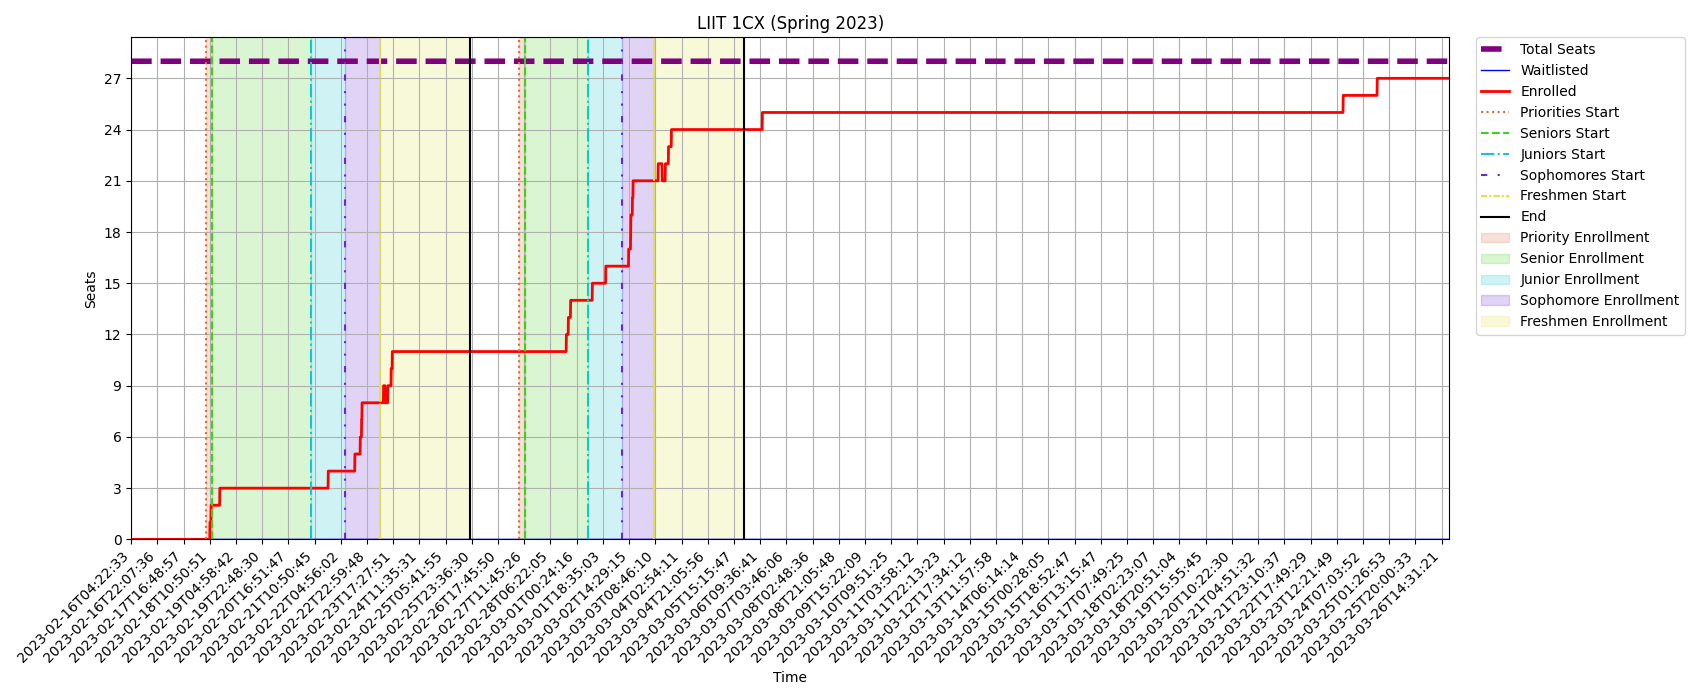 LIIT 1CX (Spring 2023)
Total Seats
Waitlisted
Enrolled
Priorities Start
Seniors Start
Juniors Start
Sophomores Start
Freshmen Start
End
Priority Enrollment
Senior Enrollment
Junior Enrollment
Sophomore Enrollment
Freshmen Enrollment
Seats
27
24
21
18
15
12
9
6
3
0
2023-02-16T04:22:33
2023-02-16T22:07:36
2023-02-17T16:48:57
2023-02-18T10:50:51
2023-02-19T04:58:42
2023-02-19T22:48:30
2023-02-20T16:51:47
2023-02-21T10:50:45
2023-02-22T04:56:02
2023-02-22T22:59:48
2023-02-23T17:27:51
2023-02-24T11:35:31
2023-02-25T05:41:55
2023-02-25T23:36:30
2023-02-26T17:45:50
2023-02-27T11:45:26
2023-02-28T06:22:05
2023-03-01T00:24:16
2023-03-01T18:35:03
2023-03-02T14:29:15
2023-03-03T08:46:10
2023-03-04T02:54:11
2023-03-04T21:05:56
2023-03-05T15:15:47
2023-03-06T09:36:41
2023-03-07T03:46:06
2023-03-08T02:48:36
2023-03-08T21:05:48
2023-03-09T15:22:09
2023-03-10T09:51:25
2023-03-11T03:58:12
2023-03-11T22:13:23
2023-03-12T17:34:12
2023-03-13T11:57:58
2023-03-14T06:14:14
2023-03-15T00:28:05
2023-03-15T18:52:47
2023-03-16T13:15:47
2023-03-17T07:49:25
2023-03-18T02:23:07
2023-03-18T20:51:04
2023-03-19T15:55:45
2023-03-20T10:22:30
2023-03-21T04:51:32
2023-03-21T23:10:37
2023-03-22T17:49:29
2023-03-23T12:21:49
2023-03-24T07:03:52
2023-03-25T01:26:53
2023-03-25T20:00:33
2023-03-26T14:31:21
Time